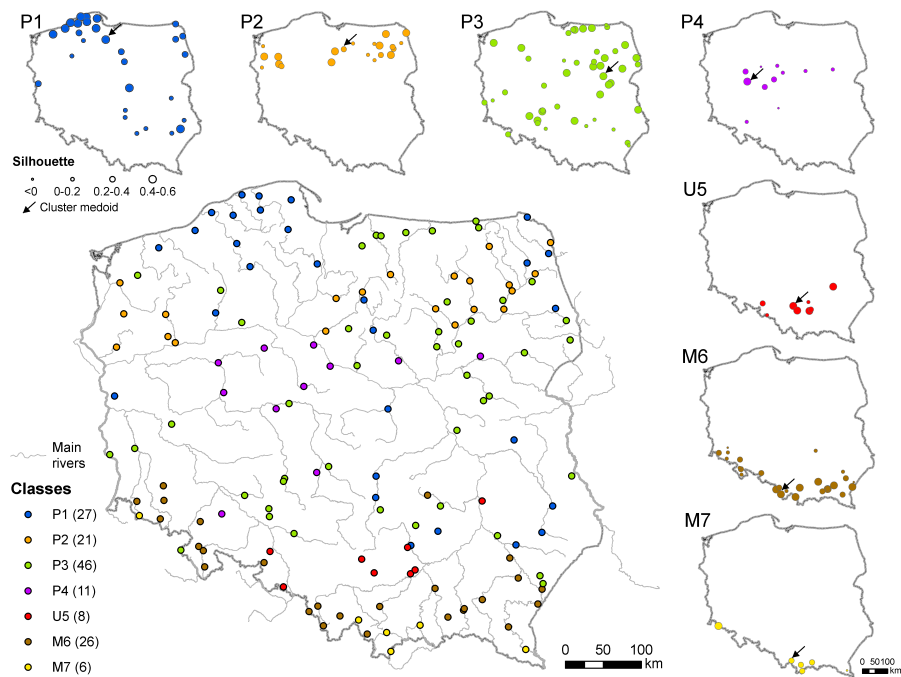 P1
P2
P3
P4
Silhouette
<0 0-0.2 0.2-0.4 0.4-0.6
Cluster medoid
U5
M6
M7
Main
rivers
Classes
P1 (27)
P2 (21)
P3 (46)
P4 (11)
U5 (8)
M6 (26)
M7 (6)
0 50 100
km
0 50100
km